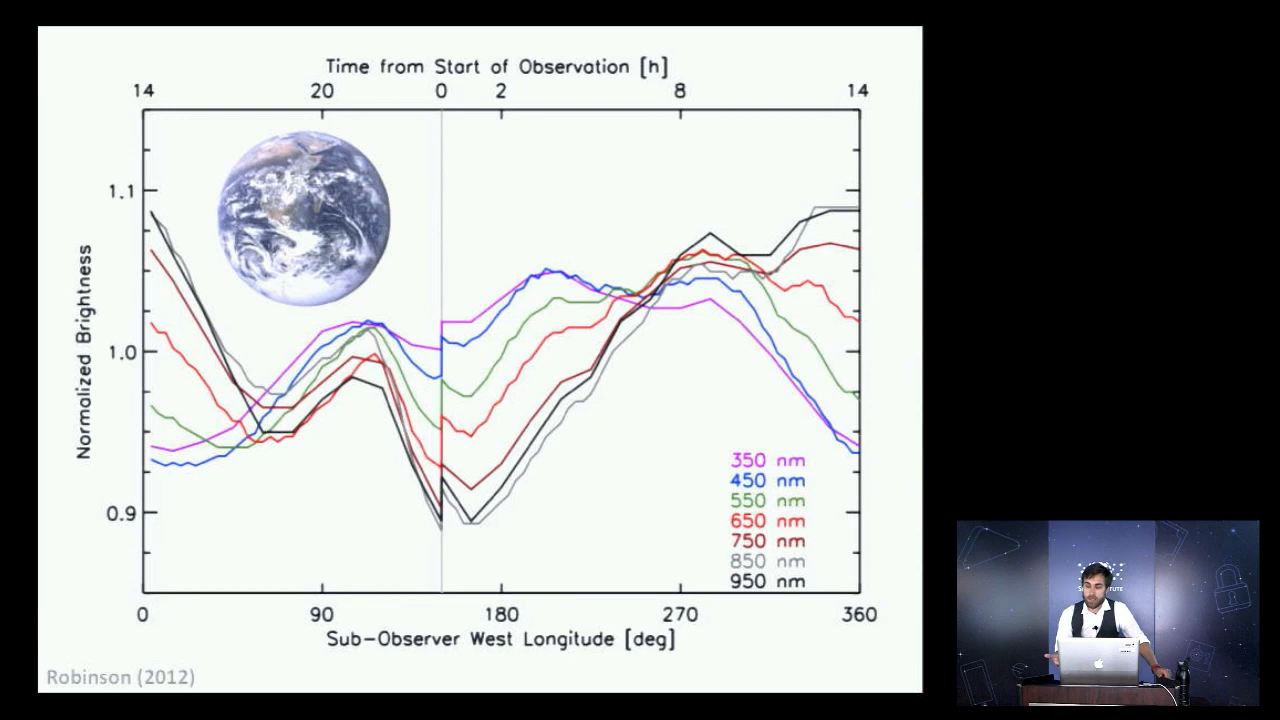 Time from Start of Observation [h]
14 20 0 2 8 14
1.1
1.0
0.9
Normalized Brightness
350 nm
450 nm
550 nm
650 nm
750 nm
850 nm
950 nm
0 90 180 270 360
Sub-Observer West Longitude [deg]
Robinson (2012)